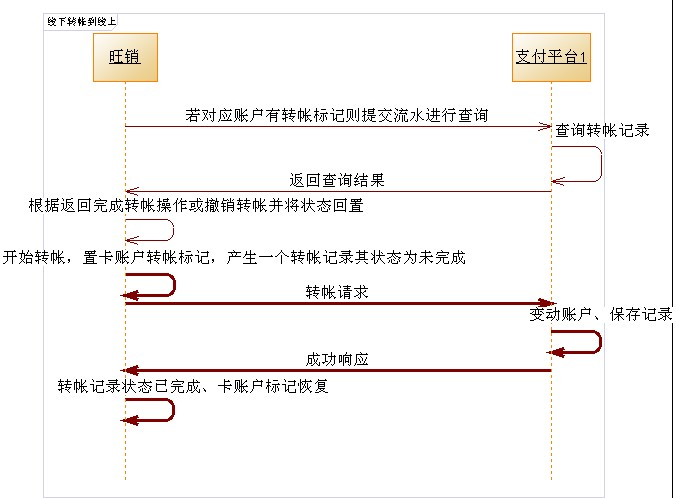 线下转帐到线上
旺销
支付平台1
若对应账户有转帐标记则提交流水进行查询
查询转帐记录
返回查询结果
根据返回完成转帐操作或撤销转帐并将状态回置
开始转帐，置卡账户转帐标记，产生一个转帐记录其状态为未完成
转帐请求
变动账户、保存记录
成功响应
转帐记录状态已完成、卡账户标记恢复